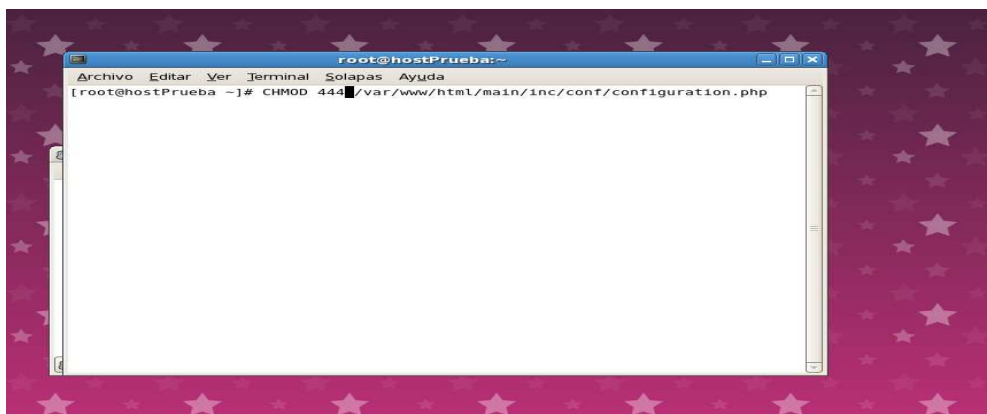 root@hostPrueba:~
Archivo Editar Ver Terminal Solapas Ayuda
[root@hostPrueba ~]# CHMOD 444 /var/www/html/main/inc/conf/configuration.php